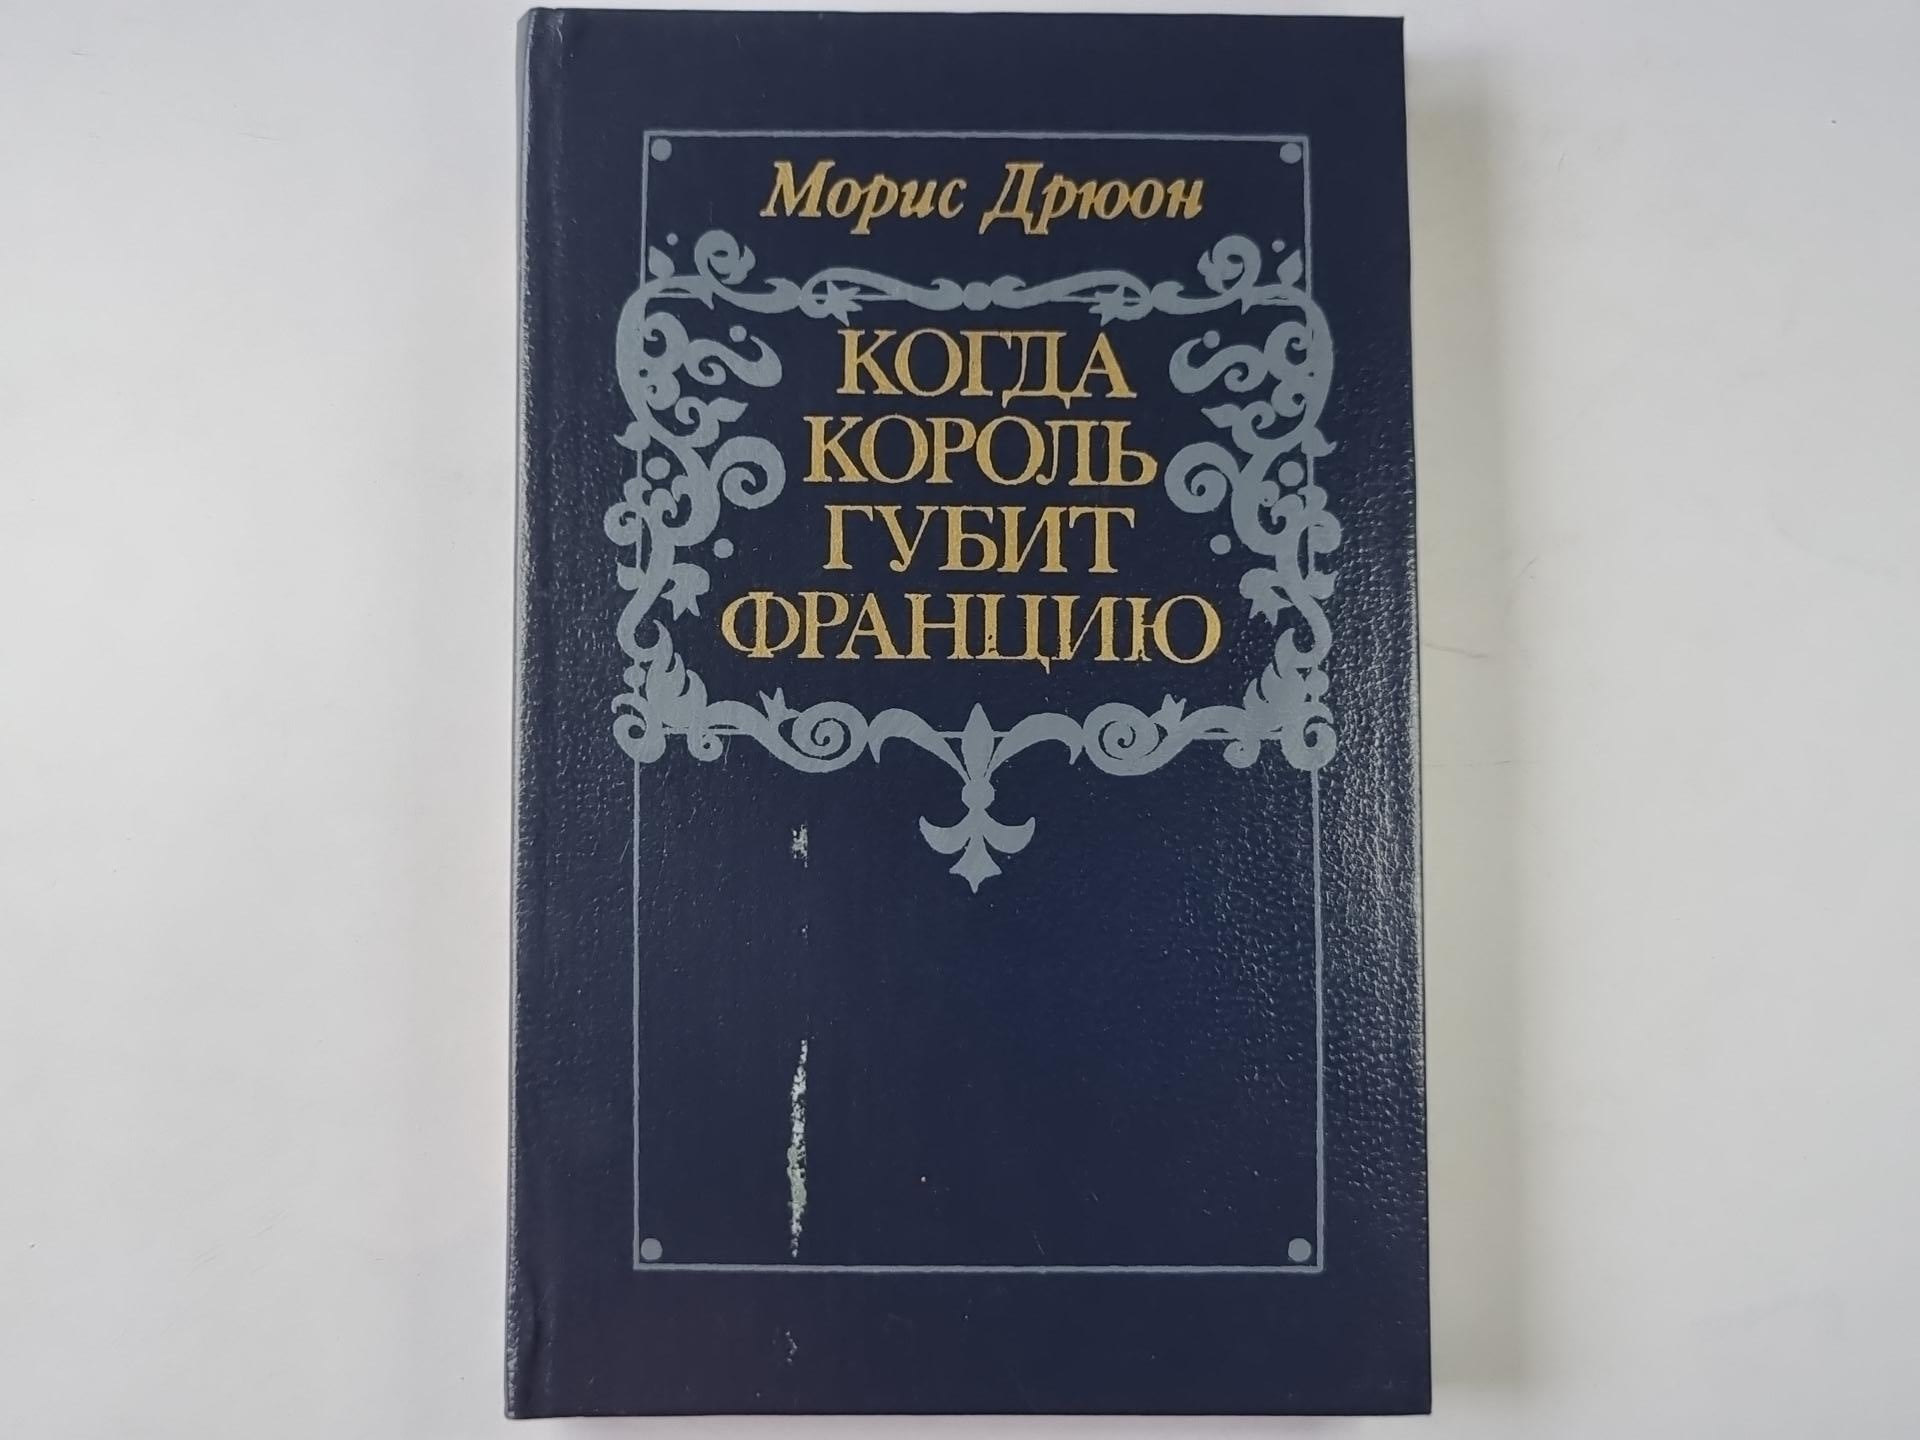 Морис Дрюон
КОГДА
КОРОЛЬ
ГУБИТ
ФРАНЦИЮ